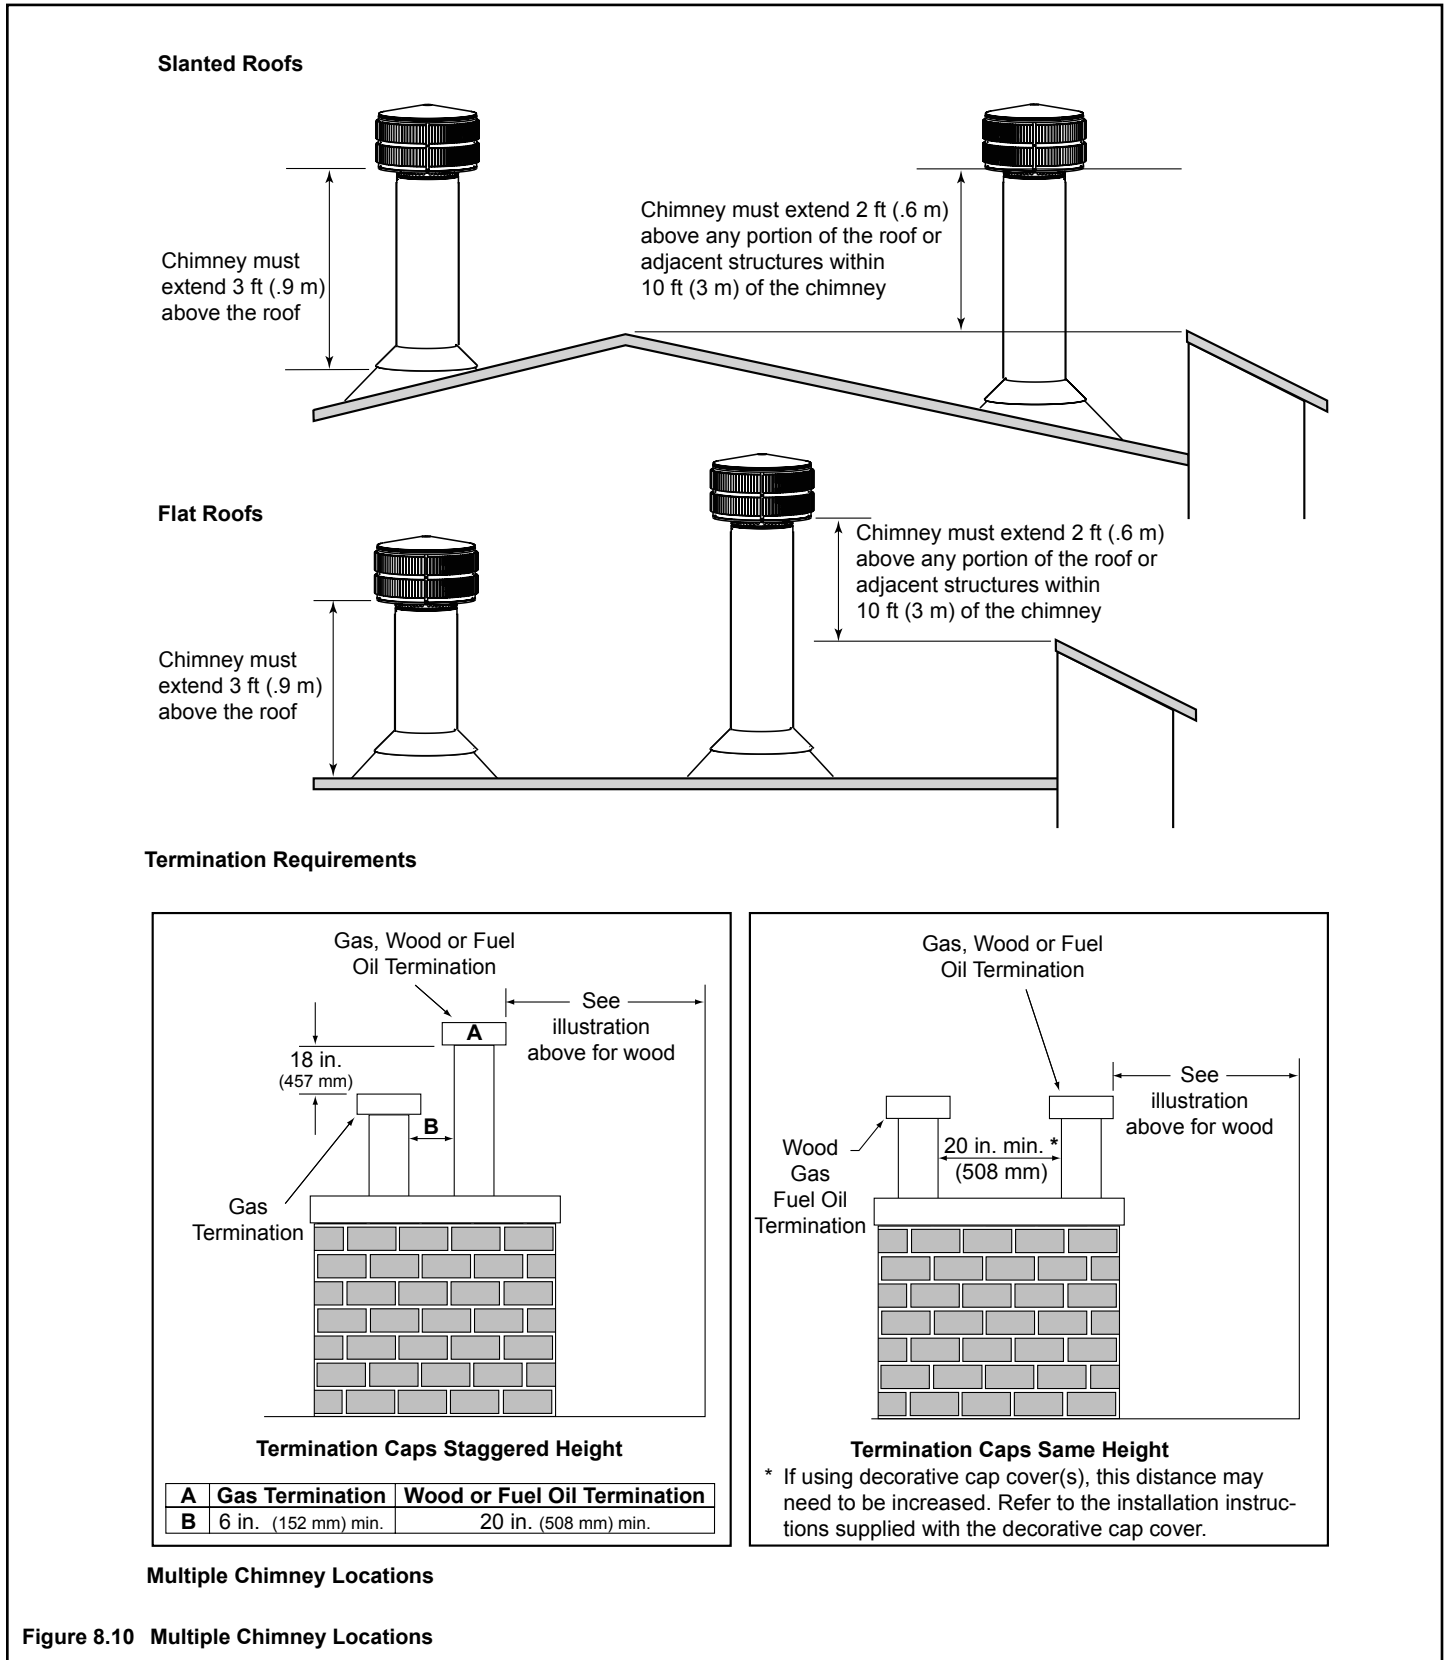 Slanted Roofs
Chimney must
extend 3 ft (.9 m)
above the roof
Chimney must extend 2 ft (.6 m)
above any portion of the roof or
adjacent structures within
10 ft (3 m) of the chimney
Flat Roofs
Chimney must
extend 3 ft (.9 m)
above the roof
Chimney must extend 2 ft (.6 m)
above any portion of the roof or
adjacent structures within
10 ft (3 m) of the chimney
Termination Requirements
Gas, Wood or Fuel
Oil Termination
A
See
illustration
above for wood
18 in.
(457 mm)
B
Gas
Termination
Termination Caps Staggered Height
A Gas Termination Wood or Fuel Oil Termination
B 6 in. (152 mm) min. 20 in. (508 mm) min.
Gas, Wood or Fuel
Oil Termination
See
illustration
above for wood
Wood
Gas
Fuel Oil
Termination
20 in. min. *
(508 mm)
Termination Caps Same Height
* If using decorative cap cover(s), this distance may
need to be increased. Refer to the installation instruc-
tions supplied with the decorative cap cover.
Multiple Chimney Locations
Figure 8.10 Multiple Chimney Locations